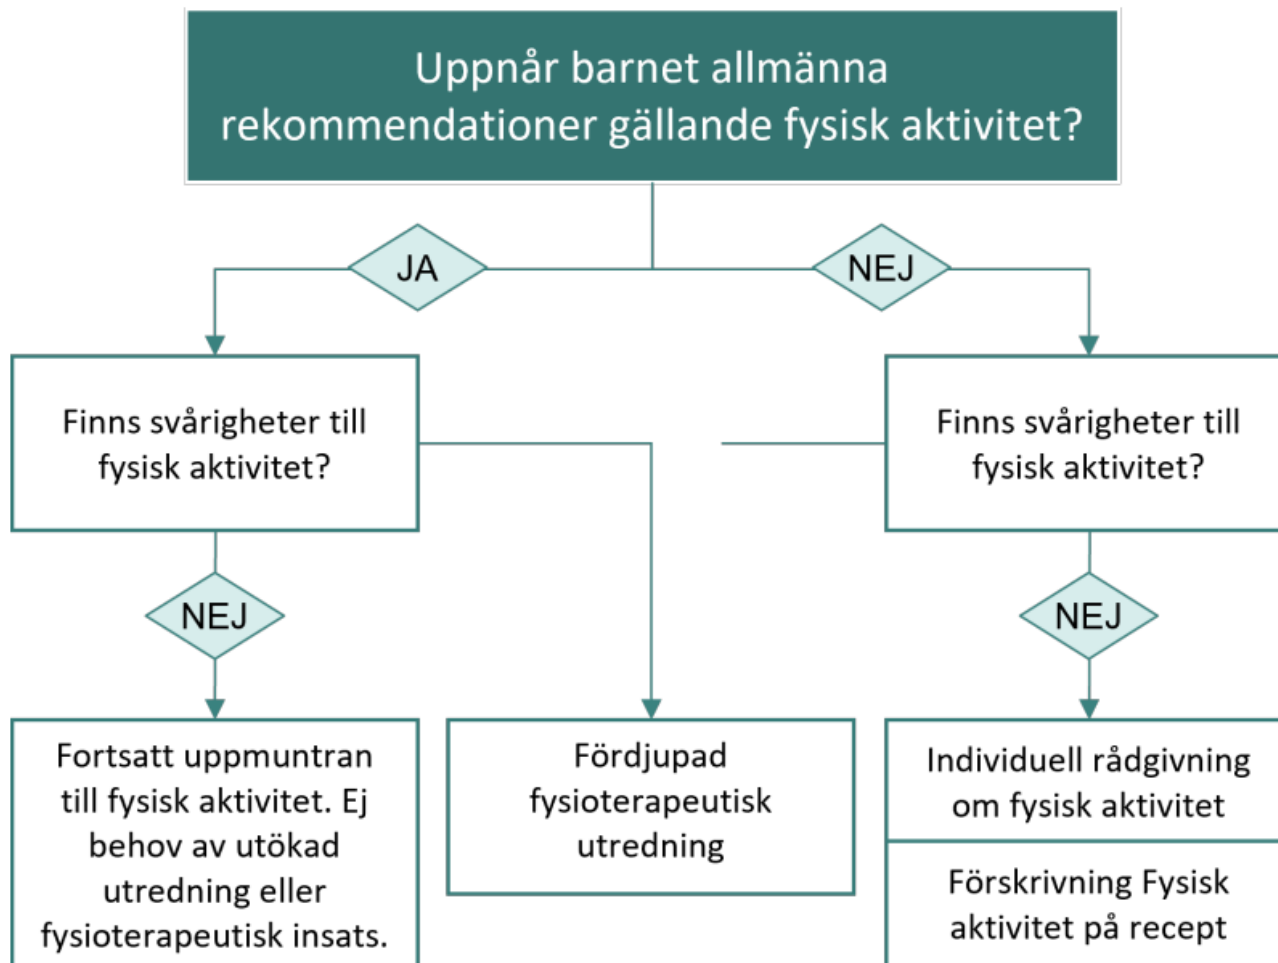 Uppnår barnet allmänna
rekommendationer gällande fysisk aktivitet?
JA
NEJ
Finns svårigheter till
fysisk aktivitet?
Finns svårigheter till
fysisk aktivitet?
NEJ
NEJ
Fortsatt uppmuntran
till fysisk aktivitet. Ej
behov av utökad
utredning eller
fysioterapeutisk insats.
Fördjupad
fysioterapeutisk
utredning
Individuell rådgivning
om fysisk aktivitet
Förskrivning Fysisk
aktivitet på recept